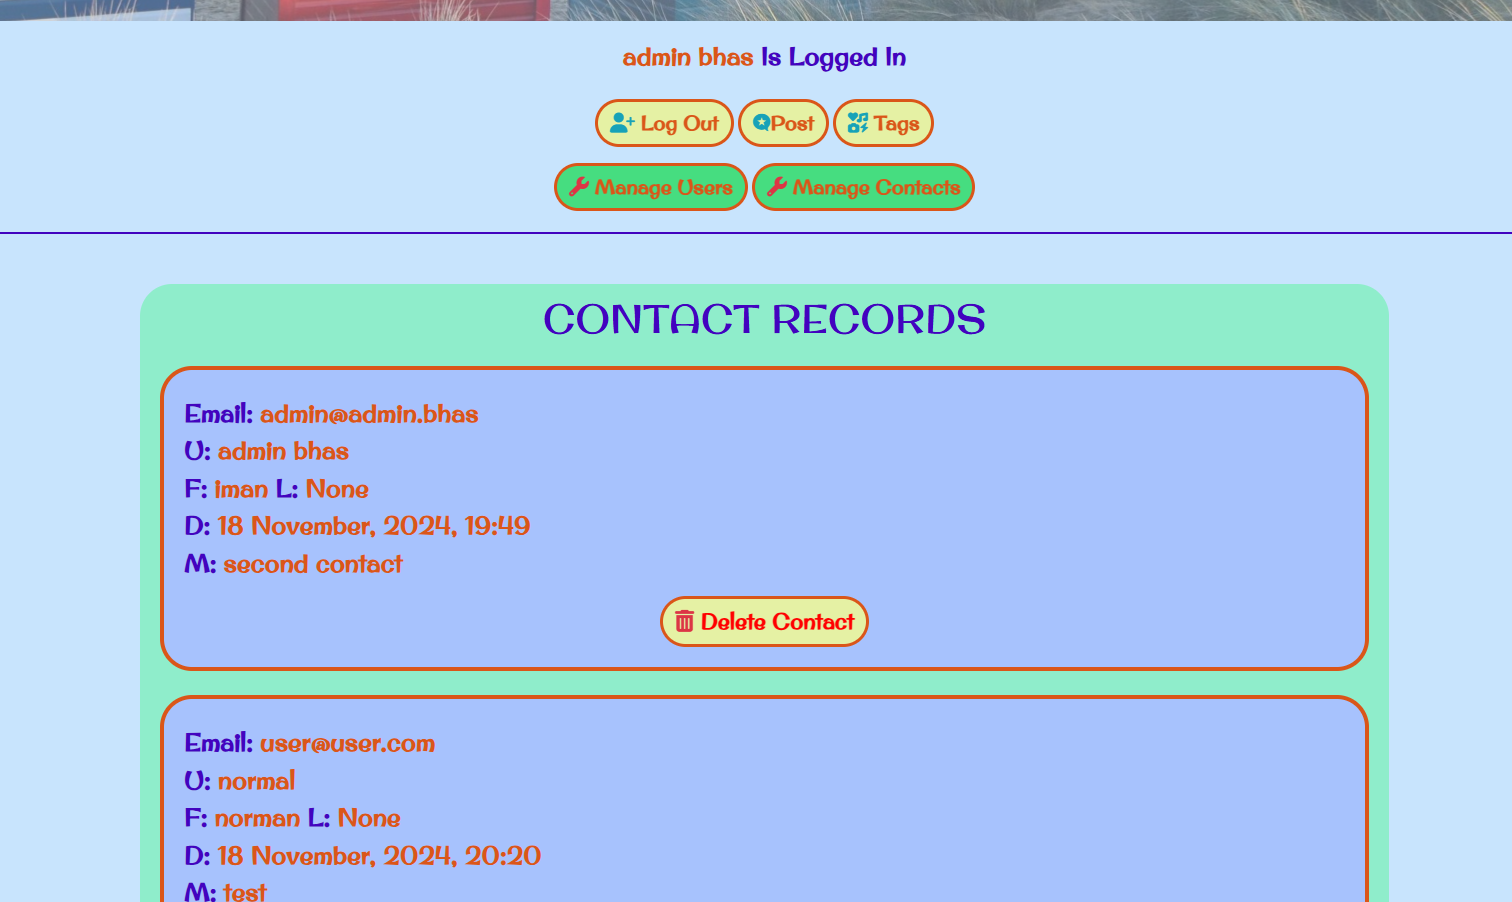 admin bhas Is Logged In
Log Out Post Tags
Manage Users Manage Contacts
CONTACT RECORDS
Email: admin@admin.bhas
U: admin bhas
F: iman L: None
D: 18 November, 2024, 19:49
M: second contact
Delete Contact
Email: user@user.com
U: normal
F: norman L: None
D: 18 November, 2024, 20:20
M: test